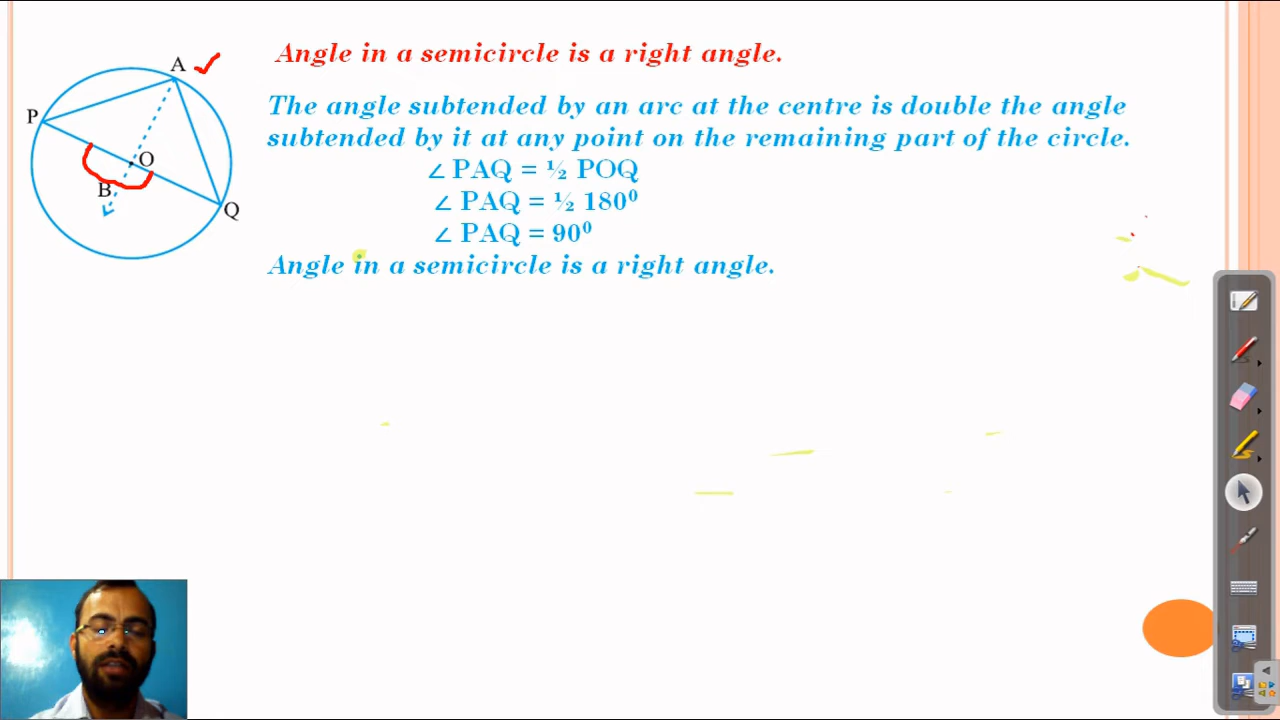 Angle in a semicircle is a right angle.
A
The angle subtended by an arc at the centre is double the angle
P
subtended by it at any point on the remaining part of the circle.
O
∠ PAQ = ½ POQ
B
∠ PAQ = ½ 180⁰
Q
∠ PAQ = 90⁰
Angle in a semicircle is a right angle.